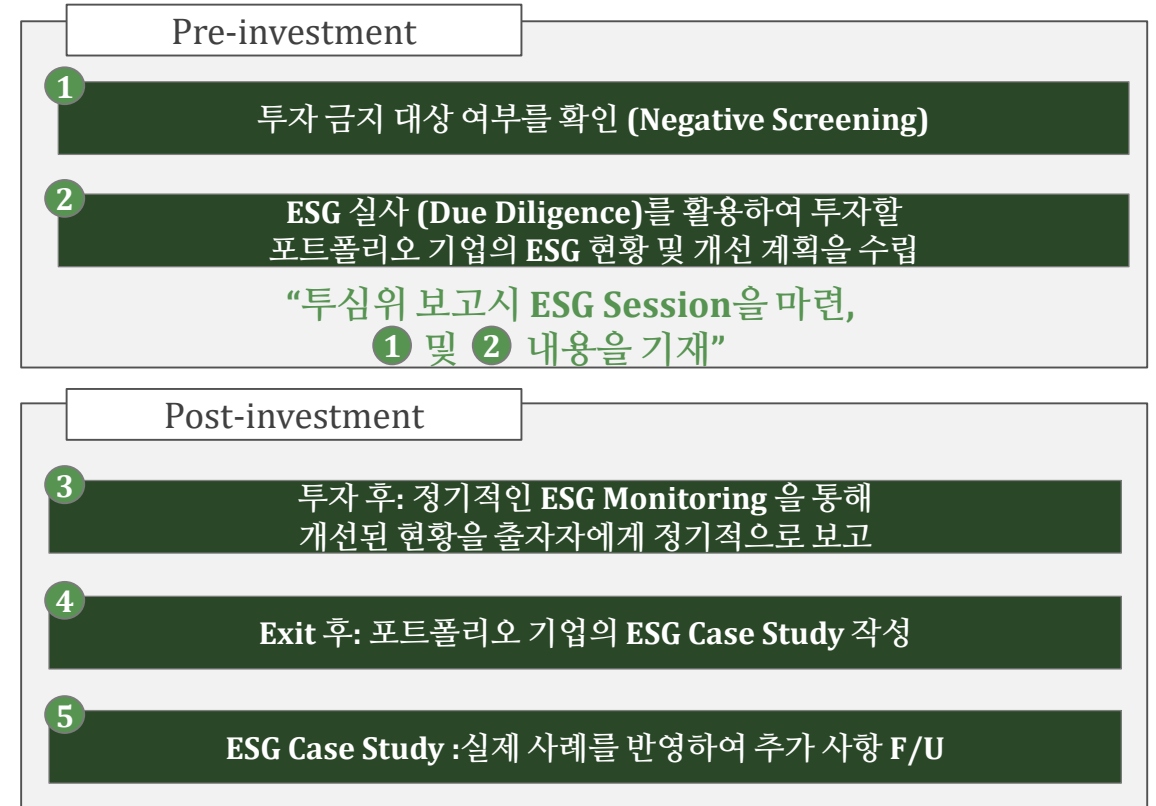 Pre-investment
1
투자 금지 대상 여부를 확인 (Negative Screening)
2
ESG 실사 (Due Diligence)를 활용하여 투자할
포트폴리오 기업의 ESG 현황 및 개선 계획을 수립
“투심위 보고시 ESG Session을 마련,
1 및 2 내용을 기재”
Post-investment
3
투자 후: 정기적인 ESG Monitoring 을 통해
개선된 현황을 출자자에게 정기적으로 보고
4
Exit 후: 포트폴리오 기업의 ESG Case Study 작성
5
ESG Case Study :실제 사례를 반영하여 추가 사항 F/U